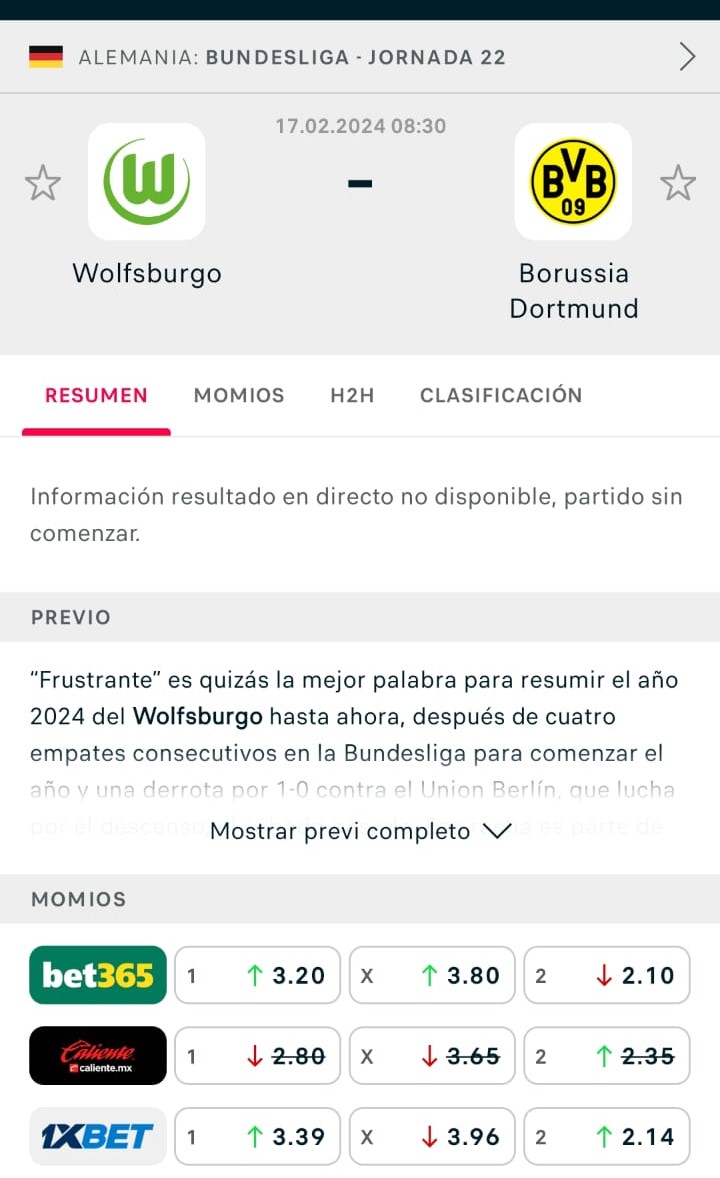 ALEMANIA: BUNDESLIGA - JORNADA 22
17.02.2024 08:30
W
-
BVB
09
Wolfsburgo
Borussia
Dortmund
RESUMEN MOMIOS H2H CLASIFICACIÓN
Información resultado en directo no disponible, partido sin
comenzar.
PREVIO
“Frustrante” es quizás la mejor palabra para resumir el año
2024 del Wolfsburgo hasta ahora, después de cuatro
empates consecutivos en la Bundesliga para comenzar el
año y una derrota por 1-0 contra el Union Berlín, que lucha
por el descenso, es parte de
Mostrar previ completo
MOMIOS
bet365 1 3.20 X 3.80 2 2.10
Caliente caliente.mx 1 2.80 X 3.65 2 2.35
1XBET 1 3.39 X 3.96 2 2.14